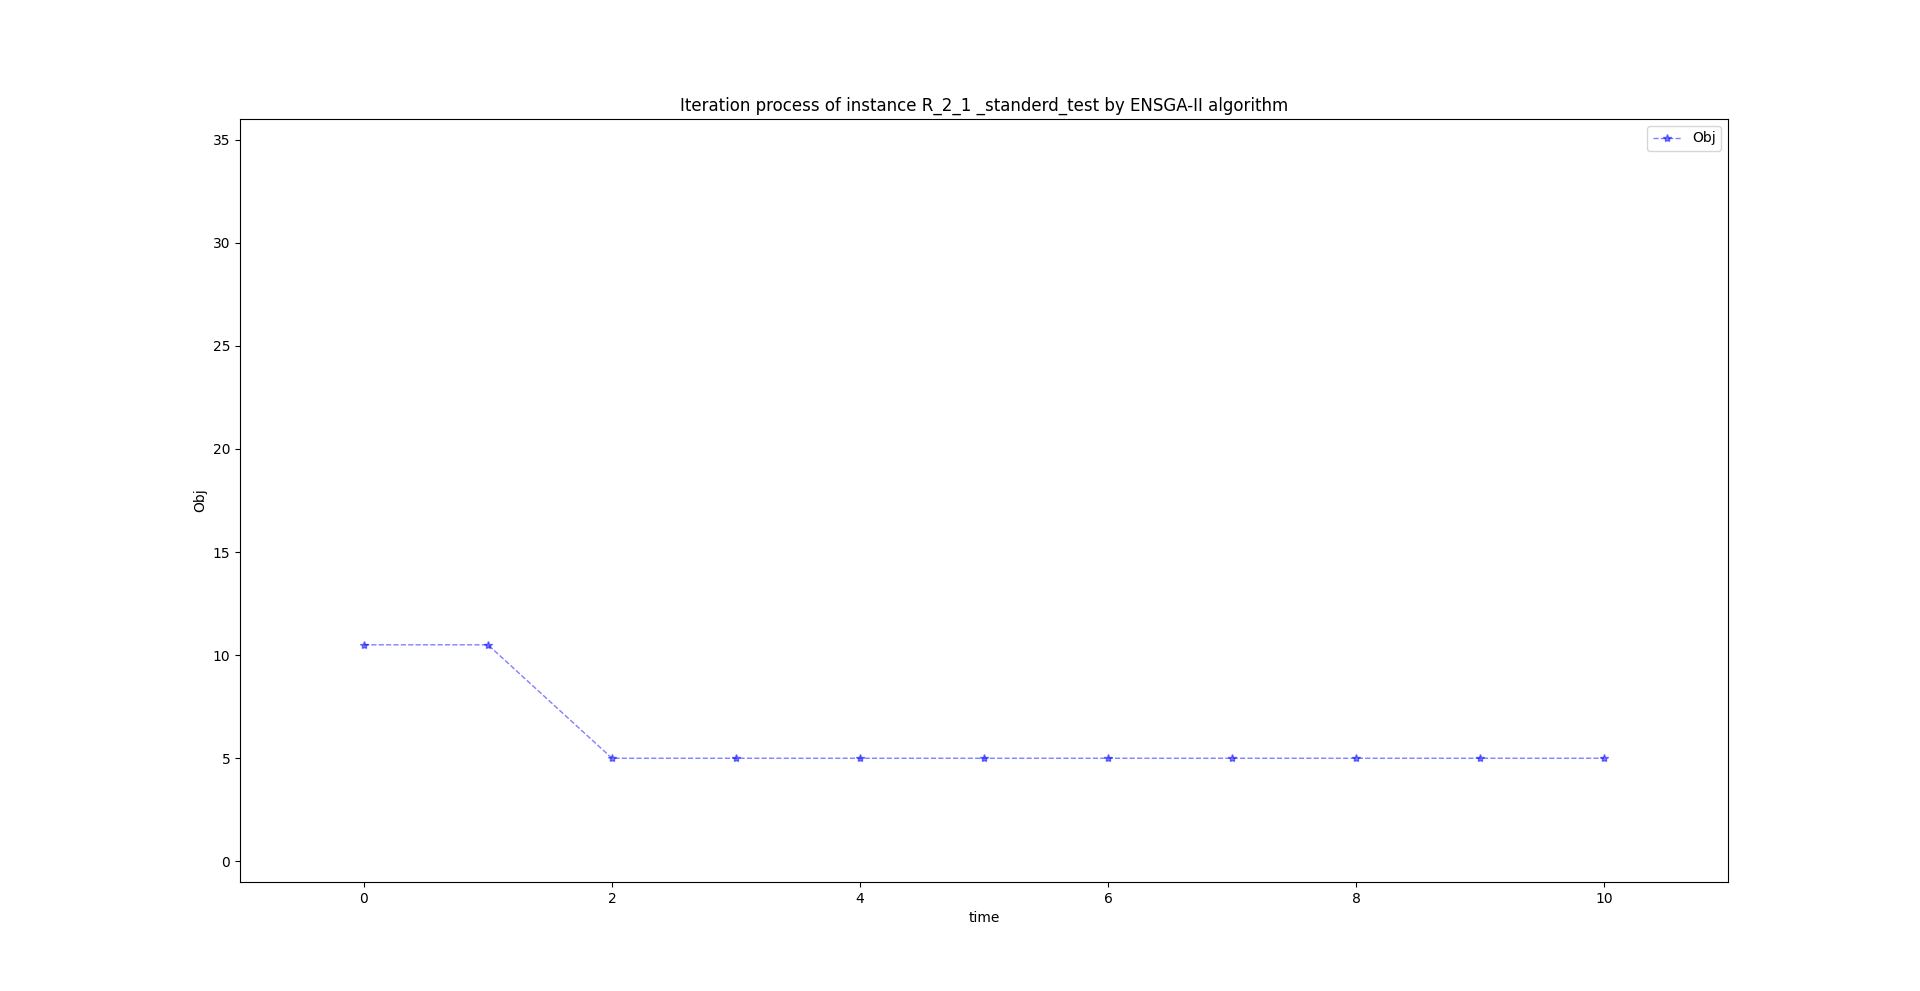 Iteration process of instance R_2_1 _standerd_test by ENSGA-II algorithm
Obj
35
30
25
20
15
10
5
0
Obj
0 2 4 6 8 10
time